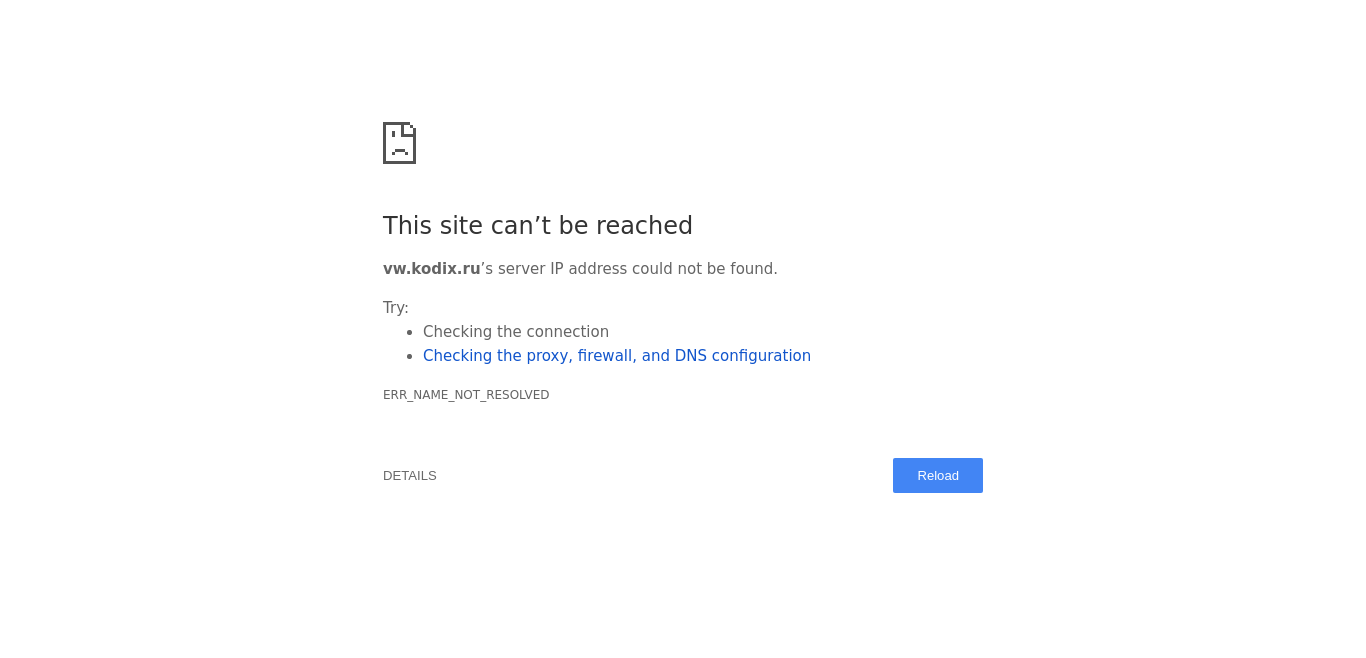 This site can’t be reached
vw.kodix.ru’s server IP address could not be found.
Try:
Checking the connection
Checking the proxy, firewall, and DNS configuration
ERR_NAME_NOT_RESOLVED
DETAILS
Reload